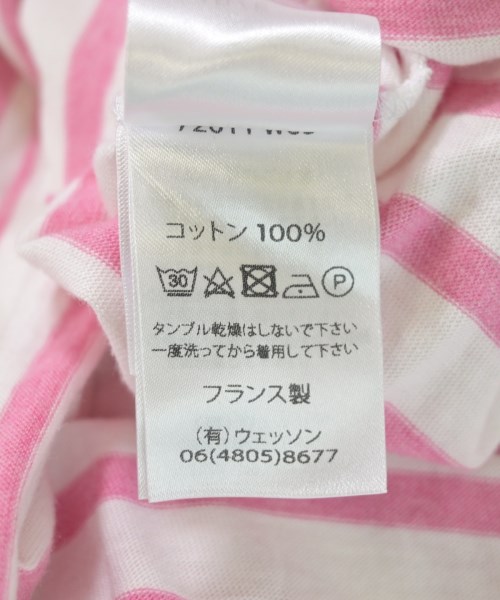 コットン 100%
30 P
タンブル乾燥はしないで下さい
一度洗ってから着用して下さい
フランス製
(有)ウェッソン
06(4805)8677